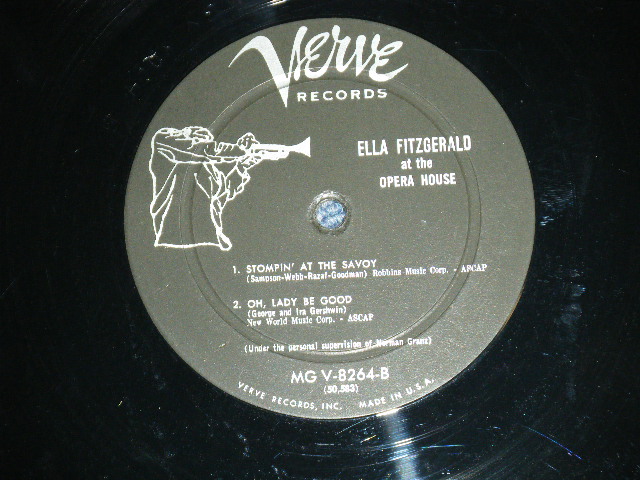 Verve
RECORDS
ELLA FITZGERALD
at the
OPERA HOUSE
1. STOMPIN' AT THE SAVOY
(Sampson-Webb-Razaf-Goodman) Robbins Music Corp. - ASCAP
2. OH, LADY BE GOOD
(George and Ira Gershwin)
New World Music Corp. - ASCAP
(Under the personal supervision of Norman Granz)
MG V-8264-B
(50,583)
VERVE RECORDS, INC. MADE IN U.S.A.